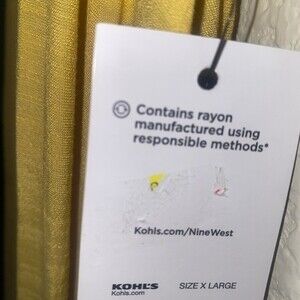 Contains rayon
manufactured using
responsible methods*
Kohls.com/NineWest
KOHL'S
Kohls.com
SIZE X LARGE